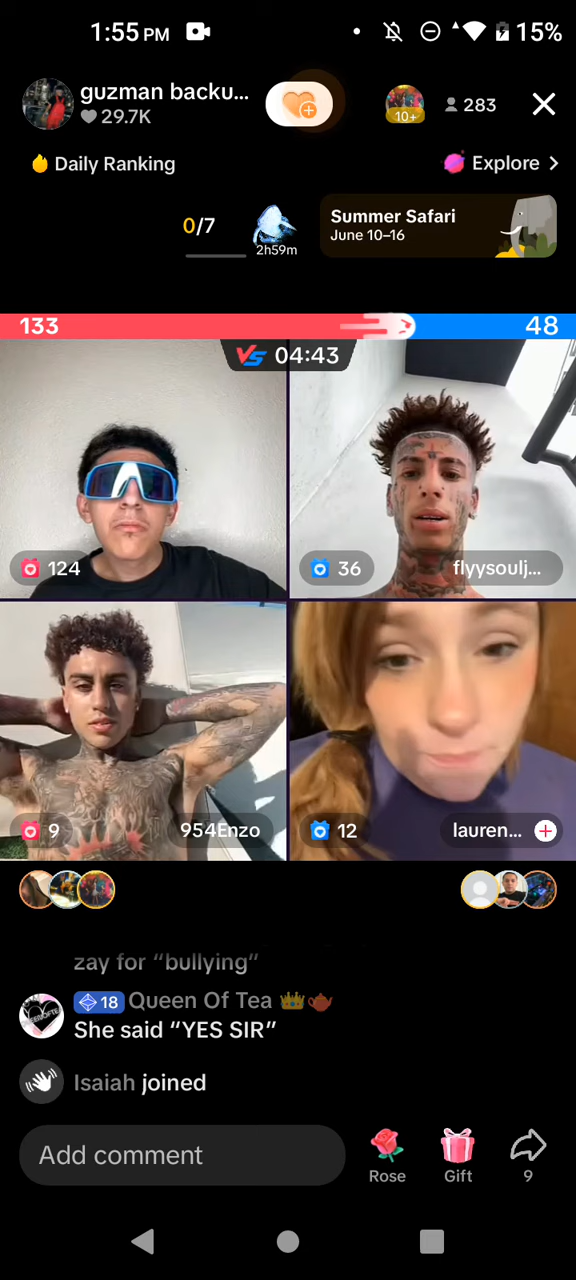 1:55 PM
15%
guzman backu...
29.7K
10+
283
Daily Ranking
Explore >
0/7
2h59m
Summer Safari
June 10–16
133
48
VS 04:43
124
36
flyysoulj...
9
954Enzo
12
lauren...
zay for “bullying”
18 Queen Of Tea
She said “YES SIR”
Isaiah joined
Add comment
Rose
Gift
9